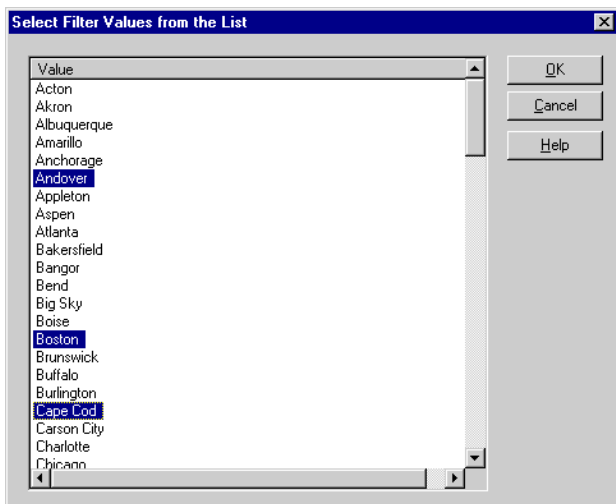 Select Filter Values from the List
Value
Acton
Akron
Albuquerque
Amarillo
Anchorage
Andover
Appleton
Aspen
Atlanta
Bakersfield
Bangor
Bend
Big Sky
Boise
Boston
Brunswick
Buffalo
Burlington
Cape Cod
Carson City
Charlotte
Chicago
OK
Cancel
Help